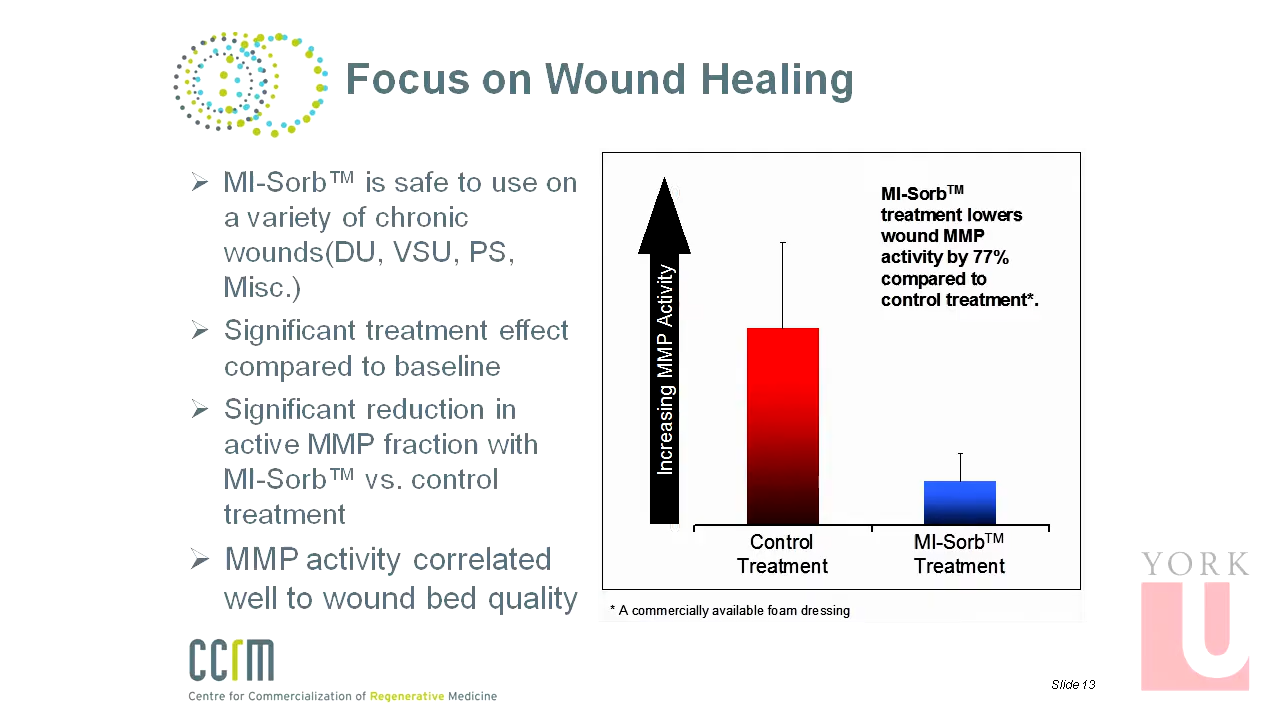 Focus on Wound Healing
➢ MI-Sorb™ is safe to use on
a variety of chronic
wounds(DU, VSU, PS,
Misc.)
➢ Significant treatment effect
compared to baseline
➢ Significant reduction in
active MMP fraction with
MI-Sorb™ vs. control
treatment
➢ MMP activity correlated
well to wound bed quality
Increasing MMP Activity
MI-Sorb™
treatment lowers
wound MMP
activity by 77%
compared to
control treatment*.
Control
Treatment
MI-Sorb™
Treatment
* A commercially available foam dressing
ccrm
Centre for Commercialization of Regenerative Medicine
Slide 13
YORK
U